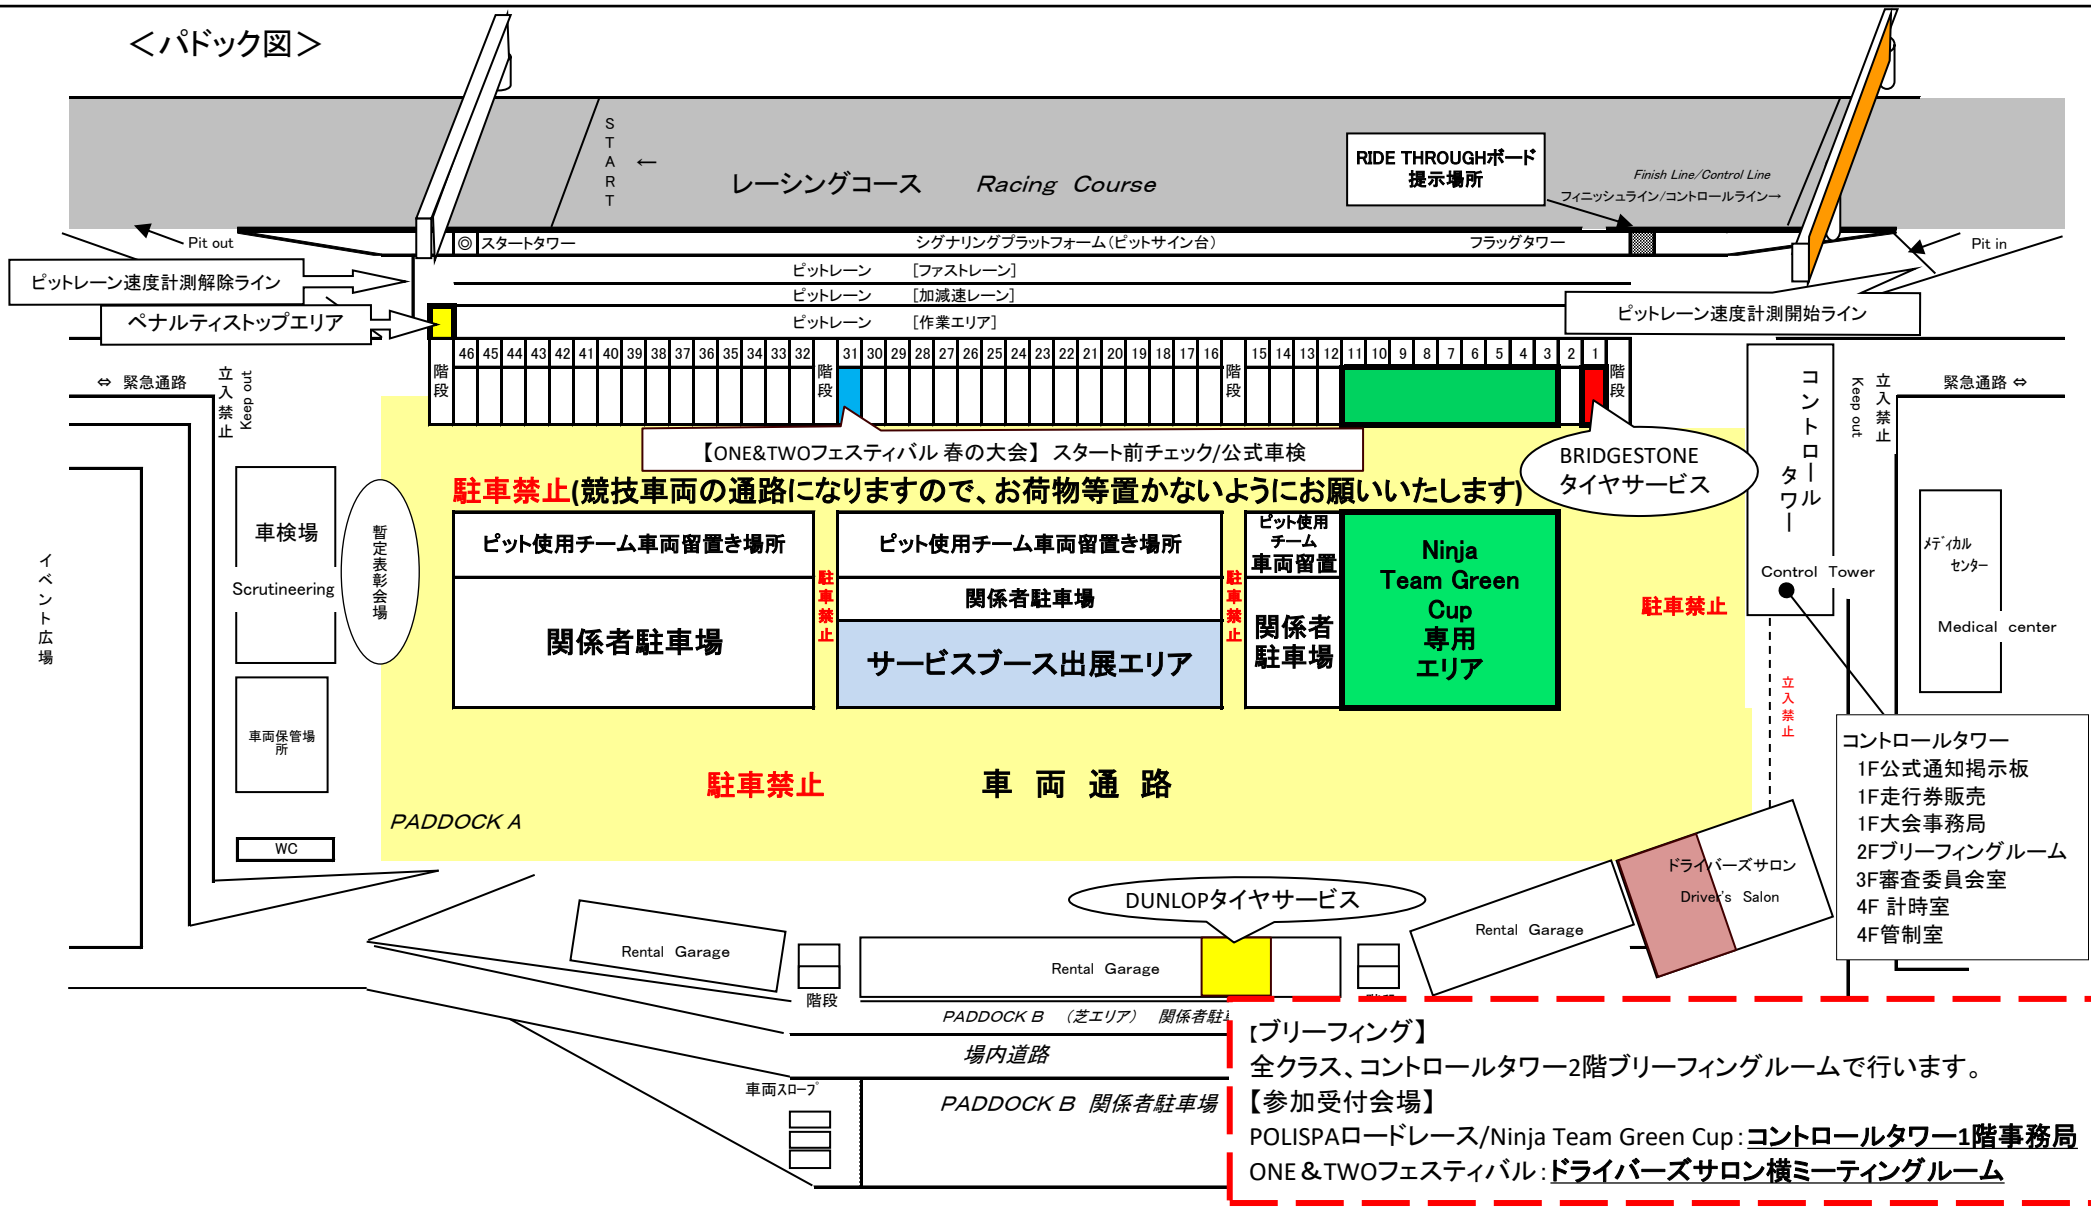 ＜パドック図＞
START
←
レーシングコース　Racing Course
RIDE THROUGHボード
提示場所
Finish Line/Control Line
フィニッシュライン/コントロールライン→
Pit out
◎ スタートタワー
シグナリングプラットフォーム(ピットサイン台)
フラッグタワー
Pit in
ピットレーン速度計測解除ライン
ピットレーン　[ファストレーン]
ピットレーン　[加減速レーン]
ピットレーン速度計測開始ライン
ペナルティストップエリア
ピットレーン　[作業エリア]
階段 46 45 44 43 42 41 40 39 38 37 36 35 34 33 32 階段 31 30 29 28 27 26 25 24 23 22 21 20 19 18 17 16 階段 15 14 13 12 11 10 9 8 7 6 5 4 3 2 1 階段
⇔ 緊急通路
立入禁止
Keep out
コントロールタワー
Keep out
立入禁止
緊急通路 ⇔
【ONE&TWOフェスティバル 春の大会】 スタート前チェック/公式車検
BRIDGESTONE
タイヤサービス
駐車禁止(競技車両の通路になりますので、お荷物等置かないようにお願いいたします)
車検場
Scrutineering
暫定表彰会場
イベント広場
ピット使用チーム車両留置き場所
関係者駐車場
駐車禁止
ピット使用チーム車両留置き場所
関係者駐車場
サービスブース出展エリア
駐車禁止
ピット使用
チーム
車両留置
関係者
駐車場
Ninja
Team Green
Cup
専用
エリア
駐車禁止
Control Tower
メディカル
センター
Medical center
立入禁止
車両保管場
所
WC
駐車禁止
車両通路
PADDOCK A
コントロールタワー
1F公式通知掲示板
1F走行券販売
1F大会事務局
2Fブリーフィングルーム
3F審査委員会室
4F 計時室
4F管制室
ドライバーズサロン
Driver's Salon
DUNLOPタイヤサービス
Rental Garage
Rental Garage
Rental Garage
階段
PADDOCK B　(芝エリア)　関係者駐
場内道路
車両スロープ
PADDOCK B 関係者駐車場
【ブリーフィング】
全クラス、コントロールタワー2階ブリーフィングルームで行います。
【参加受付会場】
POLISPAロードレース/Ninja Team Green Cup：コントロールタワー1階事務局
ONE＆TWOフェスティバル：ドライバーズサロン横ミーティングルーム